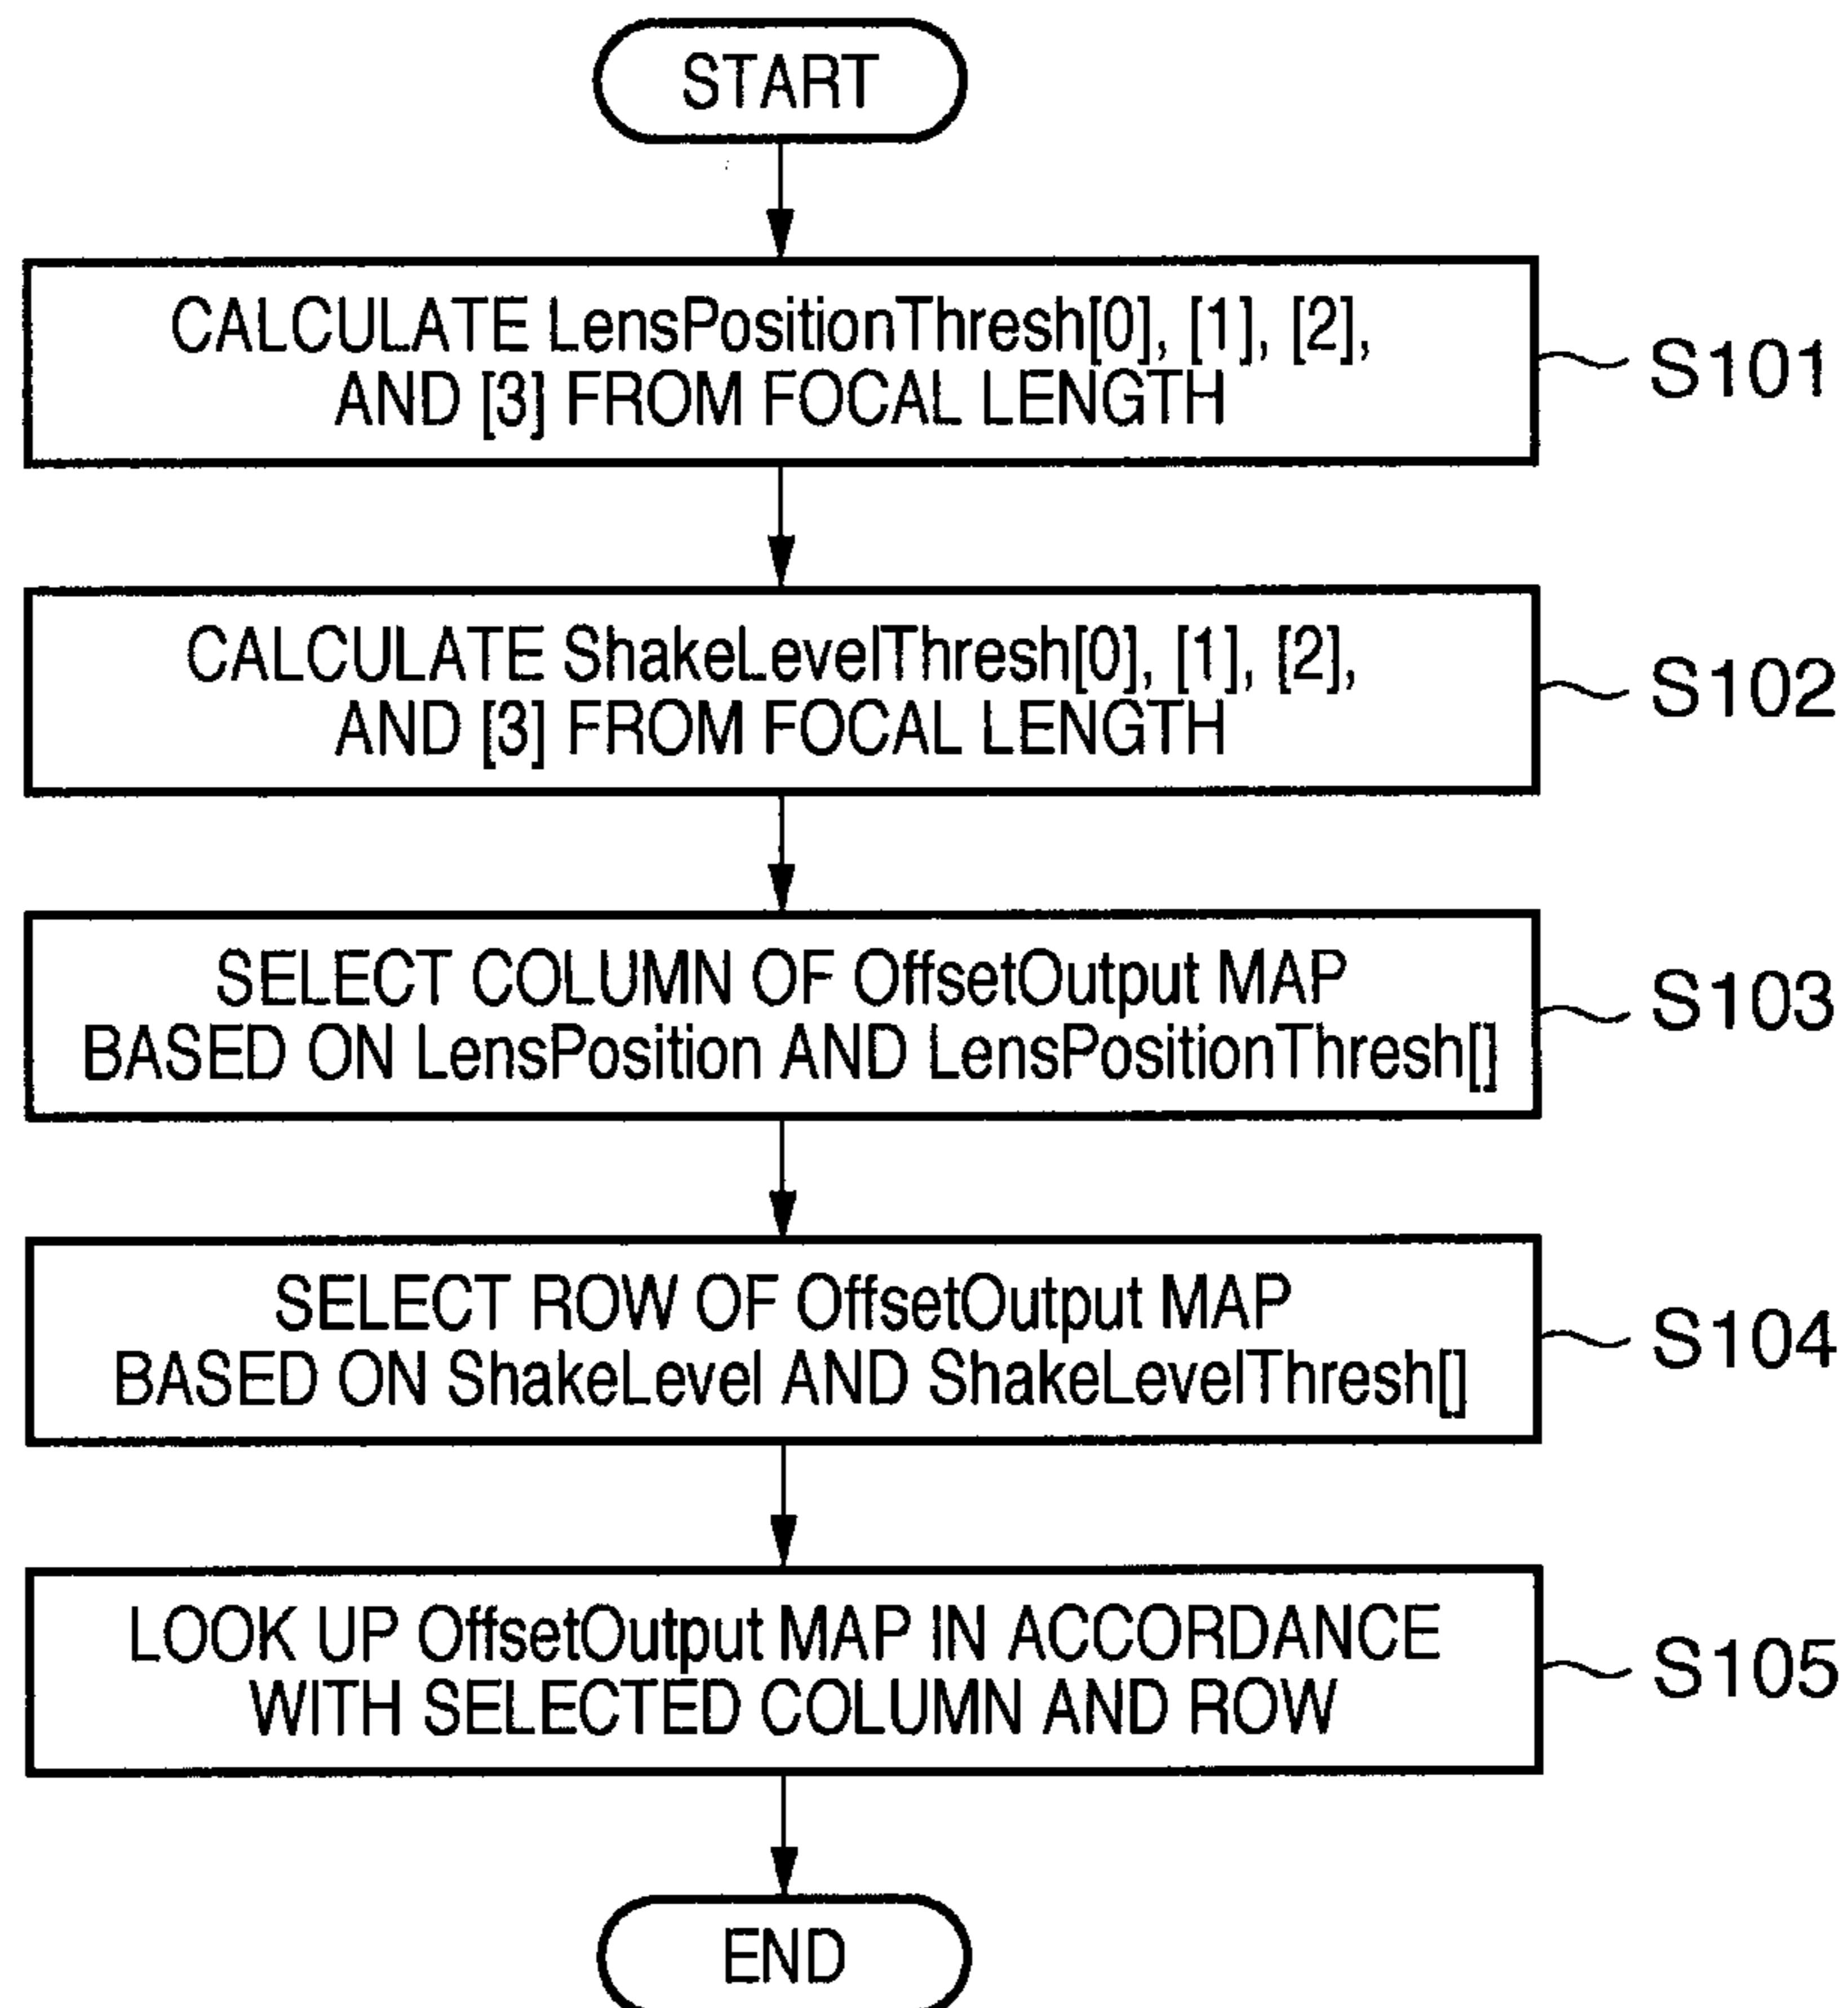 START
CALCULATE LensPositionThresh[0], [1], [2],
AND [3] FROM FOCAL LENGTH
S101
CALCULATE ShakeLevelThresh[0], [1], [2],
AND [3] FROM FOCAL LENGTH
S102
SELECT COLUMN OF OffsetOutput MAP
BASED ON LensPosition AND LensPositionThresh[]
S103
SELECT ROW OF OffsetOutput MAP
BASED ON ShakeLevel AND ShakeLevelThresh[]
S104
LOOK UP OffsetOutput MAP IN ACCORDANCE
WITH SELECTED COLUMN AND ROW
S105
END